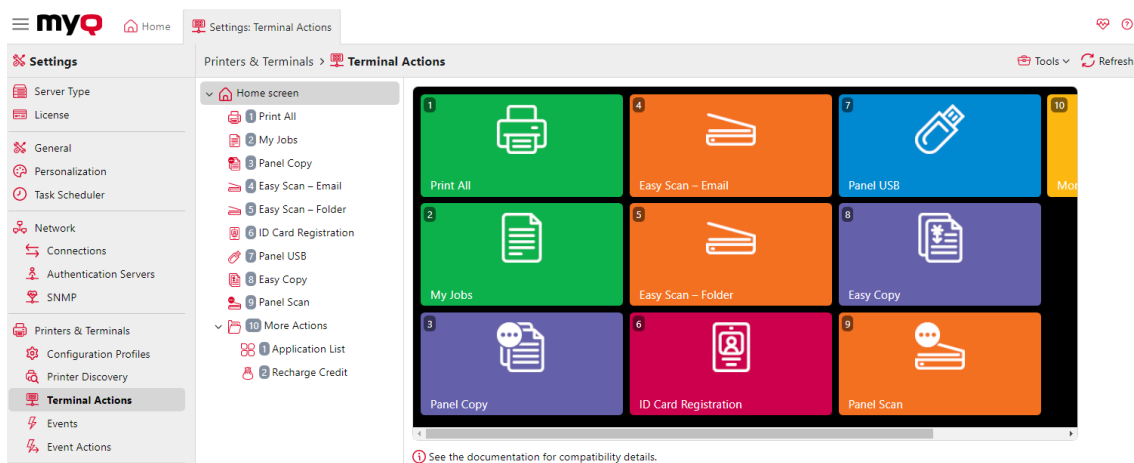 myQ
Home
Settings: Terminal Actions
Settings
Printers & Terminals > Terminal Actions
Tools
Refresh
Server Type
License
General
Personalization
Task Scheduler
Network
Connections
Authentication Servers
SNMP
Printers & Terminals
Configuration Profiles
Printer Discovery
Terminal Actions
Events
Event Actions
Home screen
1 Print All
2 My Jobs
3 Panel Copy
4 Easy Scan – Email
5 Easy Scan – Folder
6 ID Card Registration
7 Panel USB
8 Easy Copy
9 Panel Scan
10 More Actions
1 Application List
2 Recharge Credit
1
Print All
4
Easy Scan – Email
7
Panel USB
10
Mor
2
My Jobs
5
Easy Scan – Folder
8
Easy Copy
3
Panel Copy
6
ID Card Registration
9
Panel Scan
See the documentation for compatibility details.